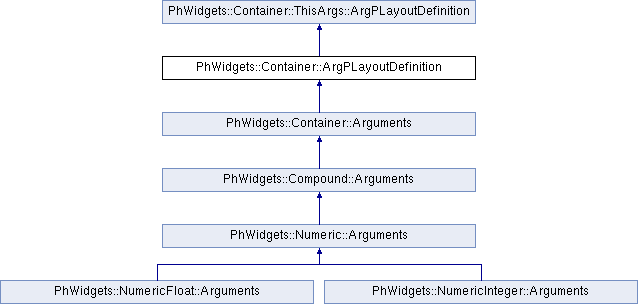 PhWidgets::Container::ThisArgs::ArgPLayoutDefinition
PhWidgets::Container::ArgPLayoutDefinition
PhWidgets::Container::Arguments
PhWidgets::Compound::Arguments
PhWidgets::Numeric::Arguments
PhWidgets::NumericFloat::Arguments
PhWidgets::NumericInteger::Arguments